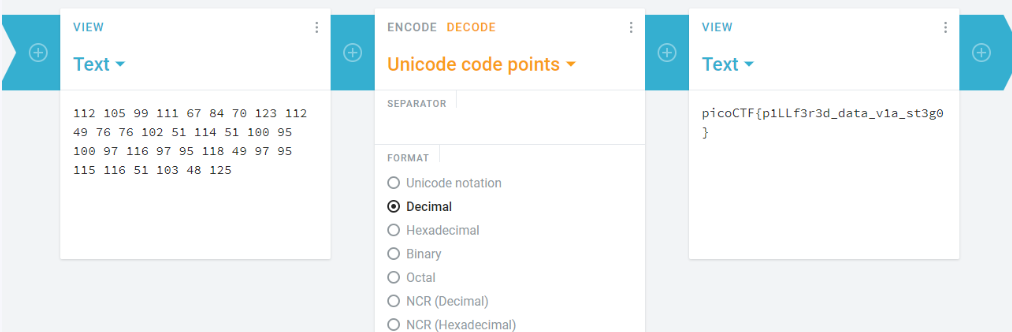 VIEW
Text
112 105 99 111 67 84 70 123 112
49 76 76 102 51 114 51 100 95
100 97 116 97 95 118 49 97 95
115 116 51 103 48 125
ENCODE DECODE
Unicode code points
SEPARATOR
FORMAT
Unicode notation
Decimal
Hexadecimal
Binary
Octal
NCR (Decimal)
NCR (Hexadecimal)
VIEW
Text
picoCTF{p1LLf3r3d_data_v1a_st3g0
}